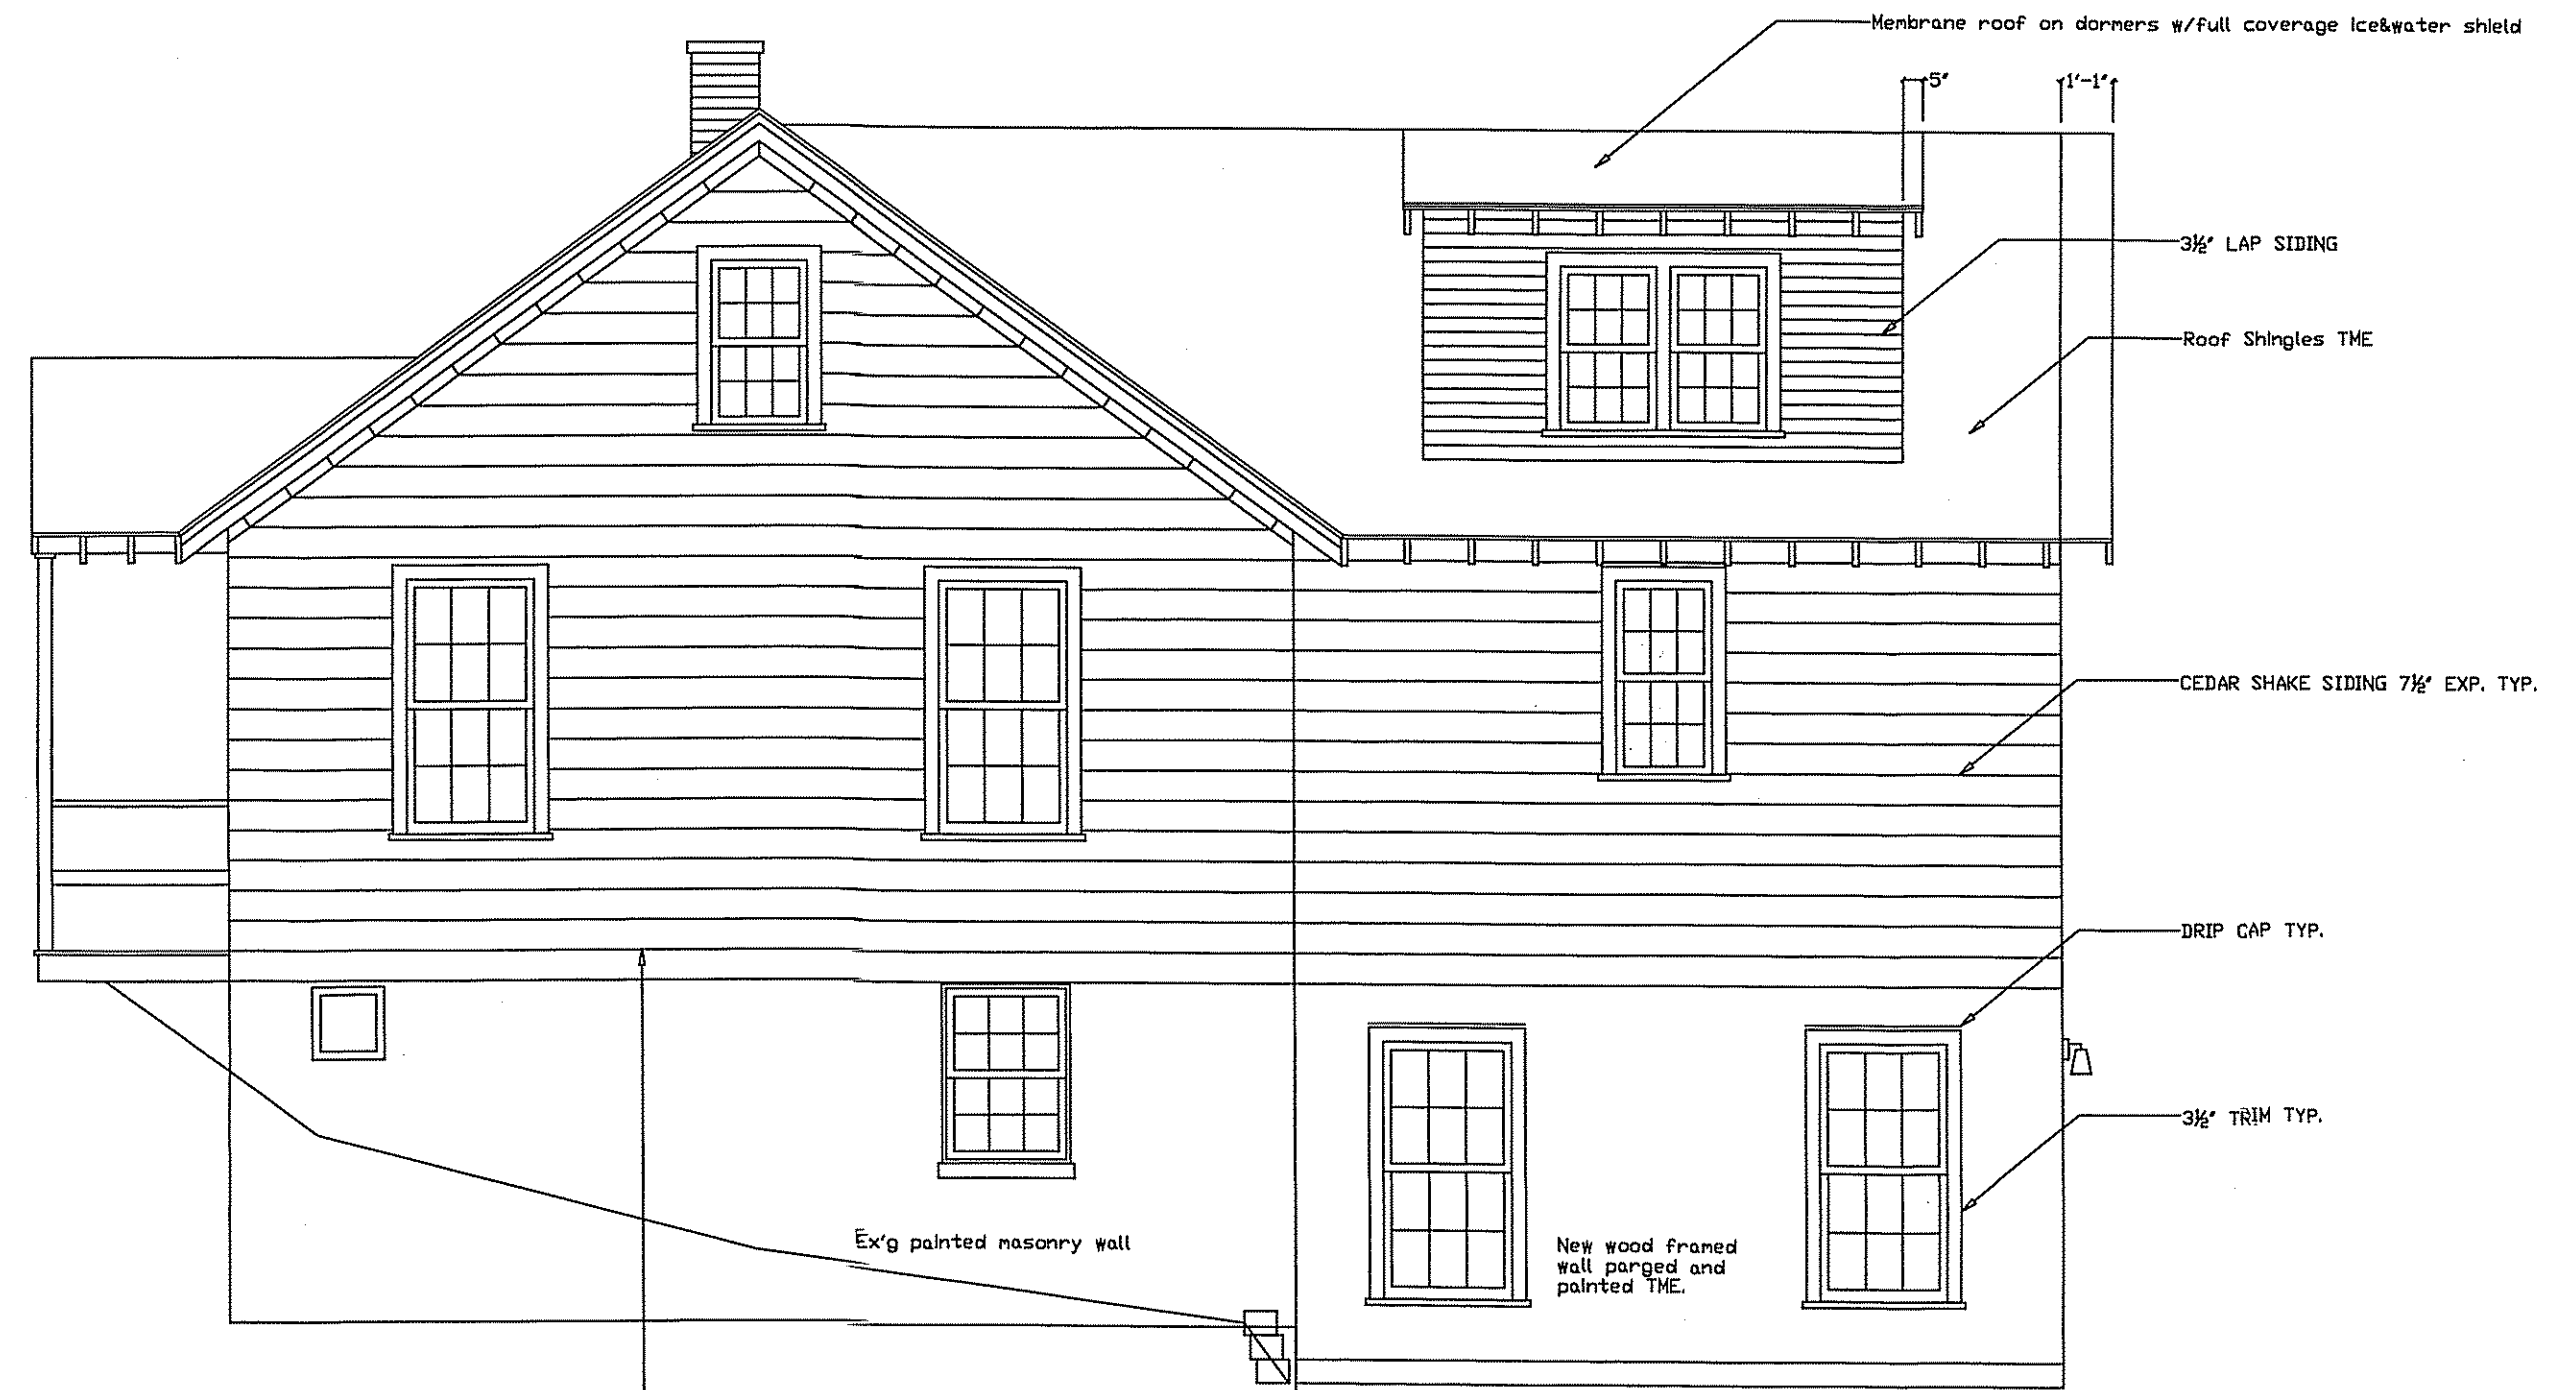 Membrane roof on dormers w/full coverage Ice&water shield
5"
1'-1"
3½" LAP SIDING
Roof Shingles TME
CEDAR SHAKE SIDING 7½" EXP. TYP.
DRIP CAP TYP.
3½" TRIM TYP.
Ex'g painted masonry wall
New wood framed
wall parged and
painted TME.